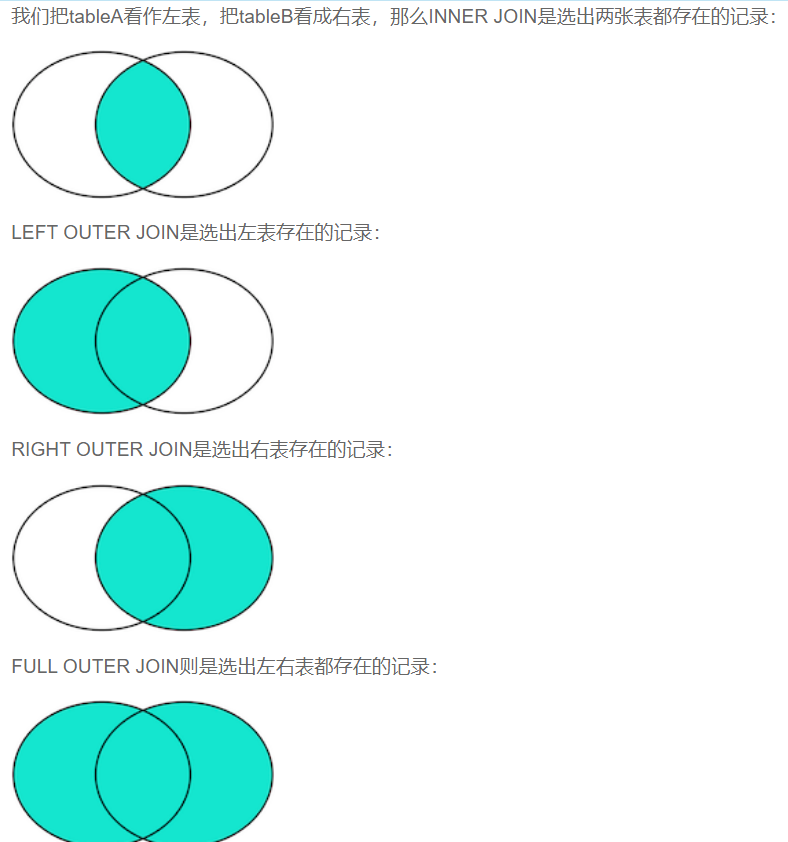 我们把tableA看作左表，把tableB看成右表，那么INNER JOIN是选出两张表都存在的记录：
LEFT OUTER JOIN是选出左表存在的记录：
RIGHT OUTER JOIN是选出右表存在的记录：
FULL OUTER JOIN则是选出左右表都存在的记录：